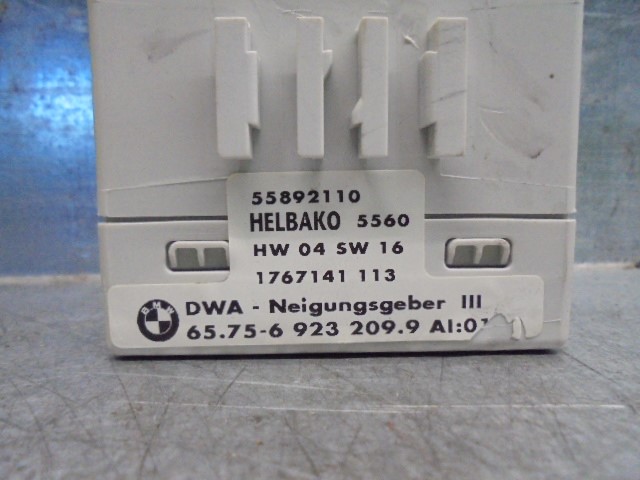 55892110
HELBAKO 5560
HW 04 SW 16
1767141 113
BMW DWA - Neigungsgeber III
65.75-6 923 209.9 AI:01